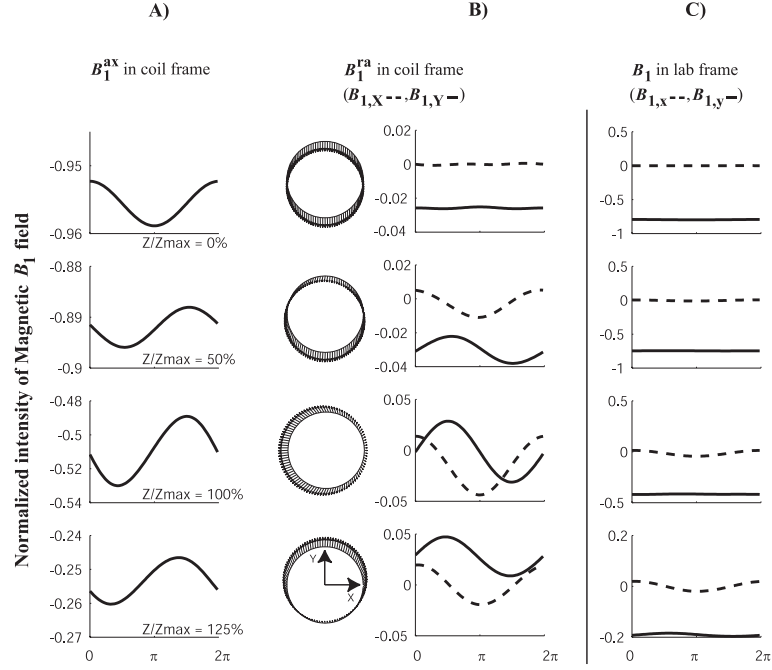 A)
B)
C)
B₁ᵃˣ in coil frame
B₁ʳᵃ in coil frame
(B₁,X --, B₁,Y –)
B₁ in lab frame
(B₁,x --, B₁,y –)
Normalized intensity of Magnetic B₁ field
-0.95
-0.96
Z/Zmax = 0%
0.02
0
-0.02
-0.04
0.5
0
-0.5
-1
-0.88
-0.89
-0.9
Z/Zmax = 50%
0.02
0
-0.02
-0.04
0.5
0
-0.5
-1
-0.48
-0.5
-0.52
-0.54
Z/Zmax = 100%
0.05
0
-0.05
0.5
0
-0.5
-0.24
-0.25
-0.26
-0.27
Z/Zmax = 125%
Y
X
0.05
0
-0.05
0.2
0
-0.2
0 π 2π
0 π 2π
0 π 2π